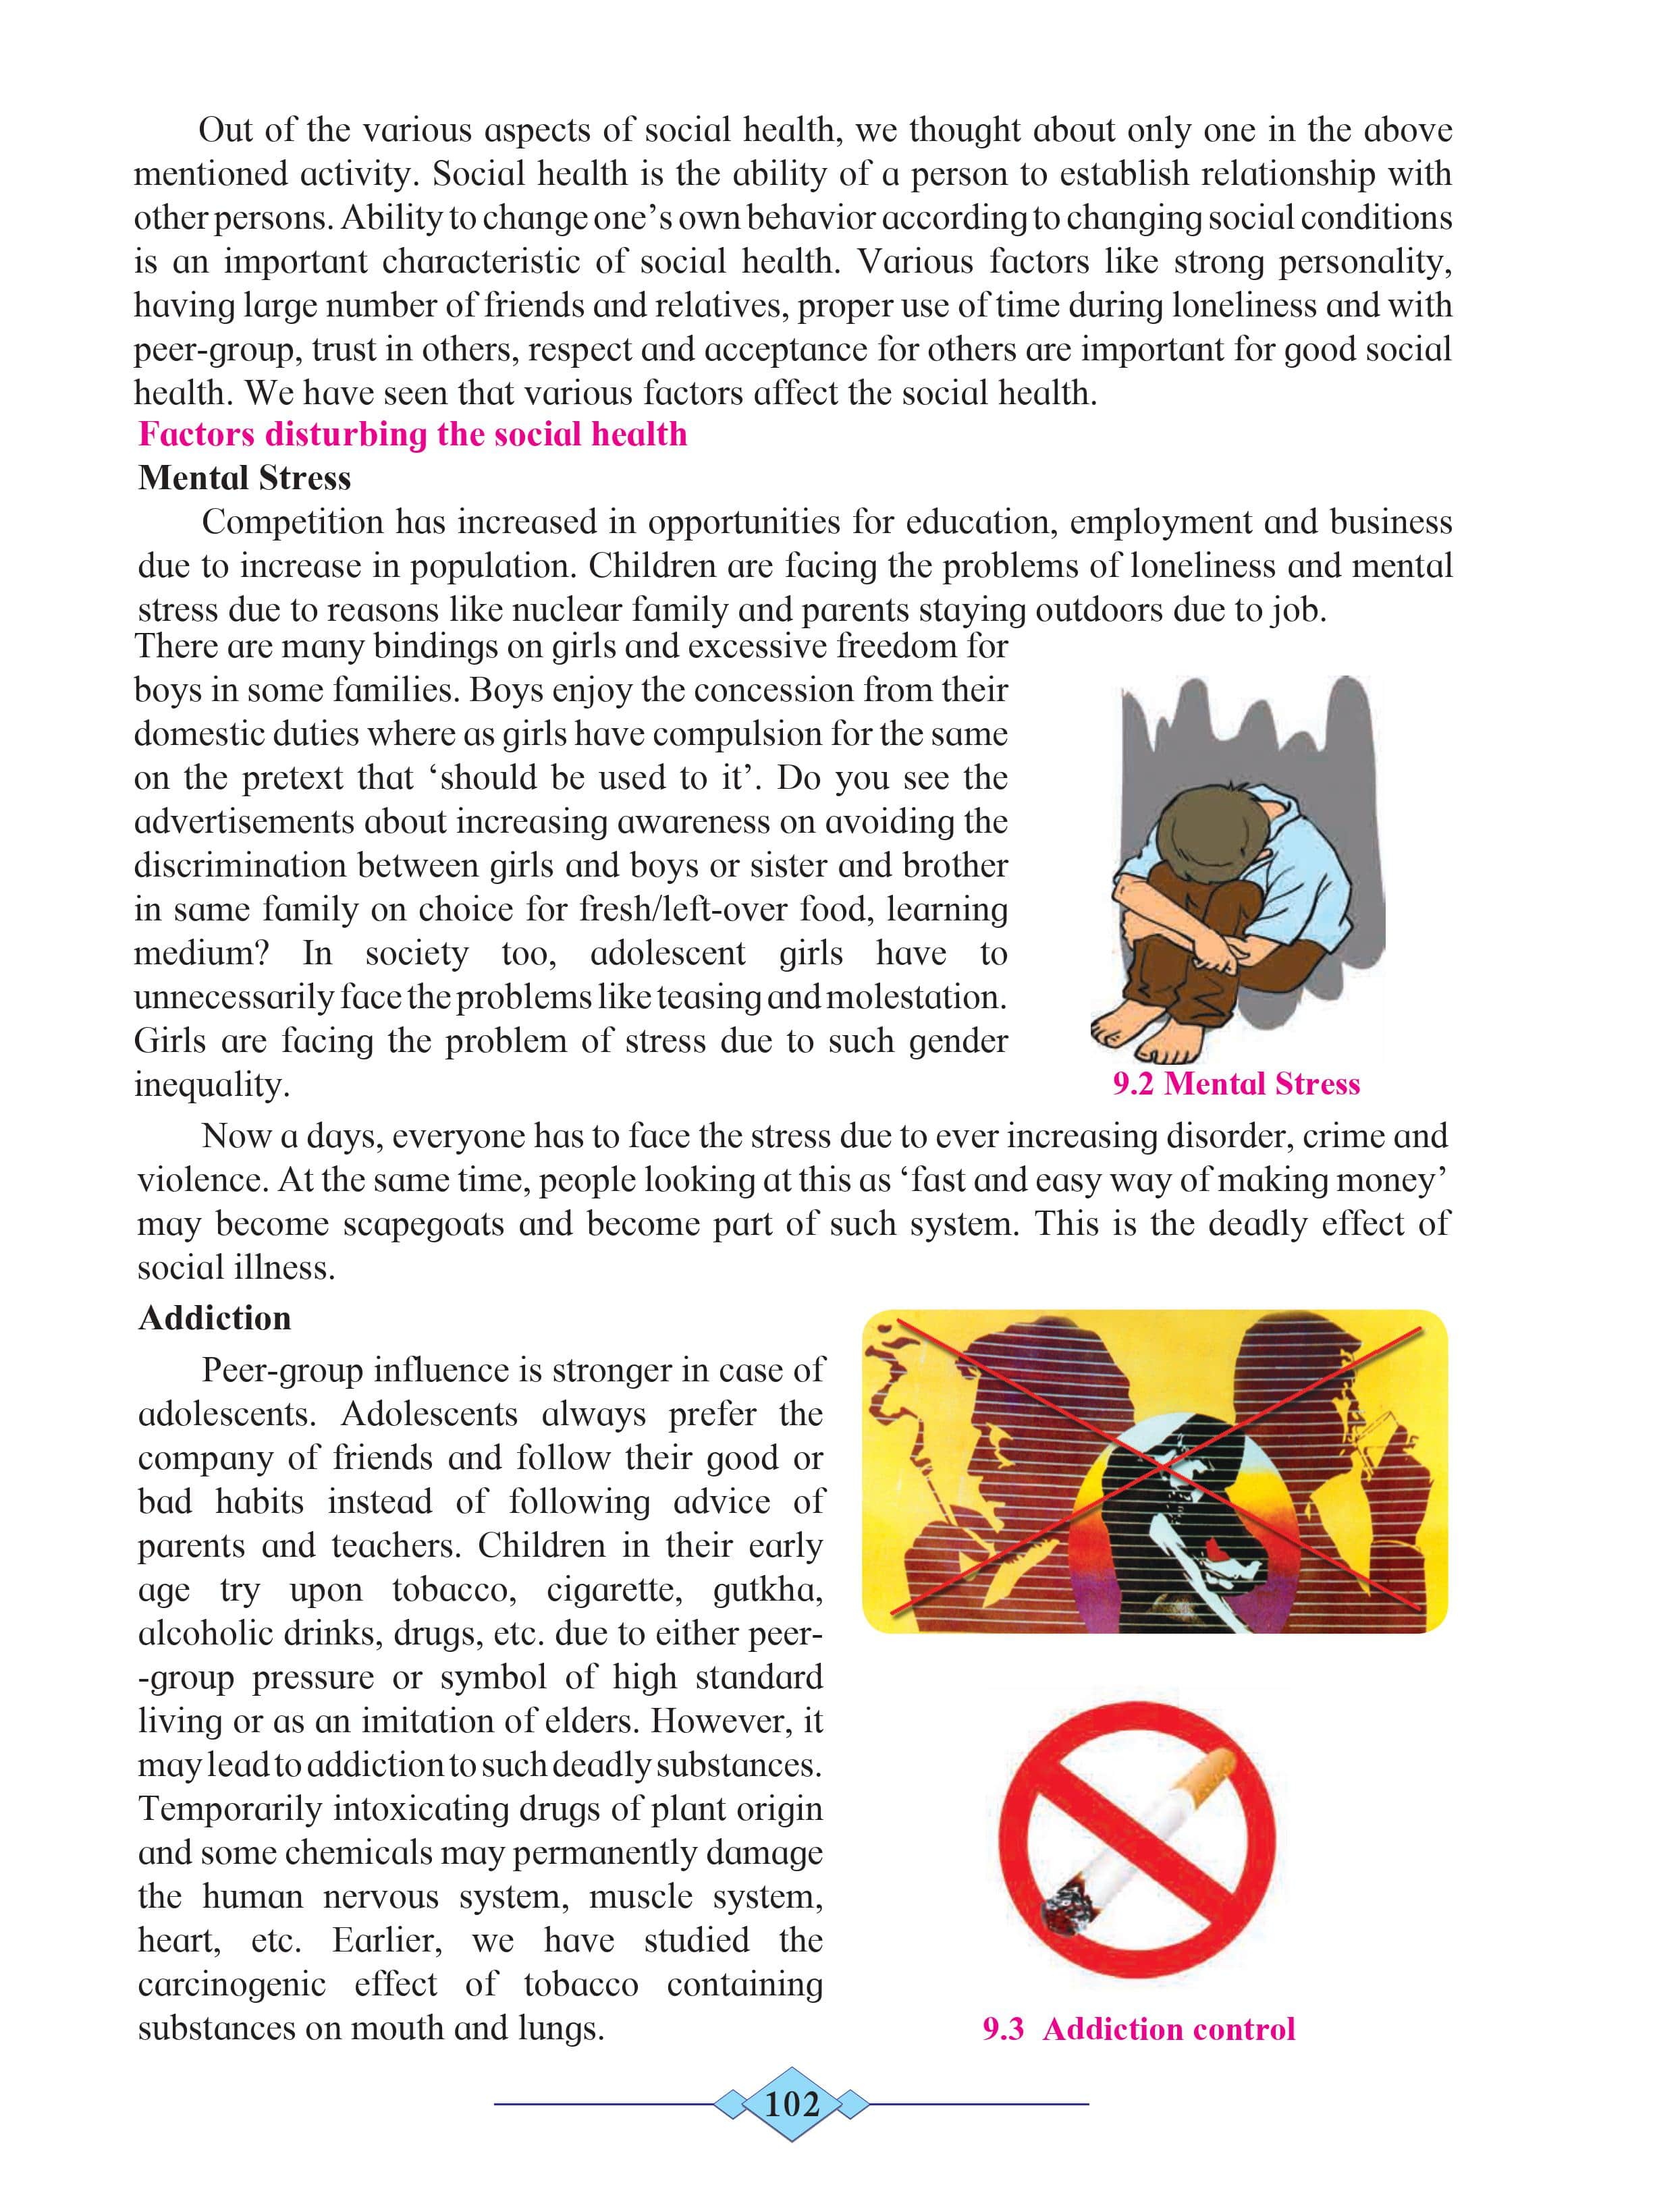 Out of the various aspects of social health, we thought about only one in the above
mentioned activity. Social health is the ability of a person to establish relationship with
other persons. Ability to change one’s own behavior according to changing social conditions
is an important characteristic of social health. Various factors like strong personality,
having large number of friends and relatives, proper use of time during loneliness and with
peer-group, trust in others, respect and acceptance for others are important for good social
health. We have seen that various factors affect the social health.
Factors disturbing the social health
Mental Stress
Competition has increased in opportunities for education, employment and business
due to increase in population. Children are facing the problems of loneliness and mental
stress due to reasons like nuclear family and parents staying outdoors due to job.
There are many bindings on girls and excessive freedom for
boys in some families. Boys enjoy the concession from their
domestic duties where as girls have compulsion for the same
on the pretext that ‘should be used to it’. Do you see the
advertisements about increasing awareness on avoiding the
discrimination between girls and boys or sister and brother
in same family on choice for fresh/left-over food, learning
medium? In society too, adolescent girls have to
unnecessarily face the problems like teasing and molestation.
Girls are facing the problem of stress due to such gender
inequality.
9.2 Mental Stress
Now a days, everyone has to face the stress due to ever increasing disorder, crime and
violence. At the same time, people looking at this as ‘fast and easy way of making money’
may become scapegoats and become part of such system. This is the deadly effect of
social illness.
Addiction
Peer-group influence is stronger in case of
adolescents. Adolescents always prefer the
company of friends and follow their good or
bad habits instead of following advice of
parents and teachers. Children in their early
age try upon tobacco, cigarette, gutkha,
alcoholic drinks, drugs, etc. due to either peer-
-group pressure or symbol of high standard
living or as an imitation of elders. However, it
may lead to addiction to such deadly substances.
Temporarily intoxicating drugs of plant origin
and some chemicals may permanently damage
the human nervous system, muscle system,
heart, etc. Earlier, we have studied the
carcinogenic effect of tobacco containing
substances on mouth and lungs.
9.3 Addiction control
102